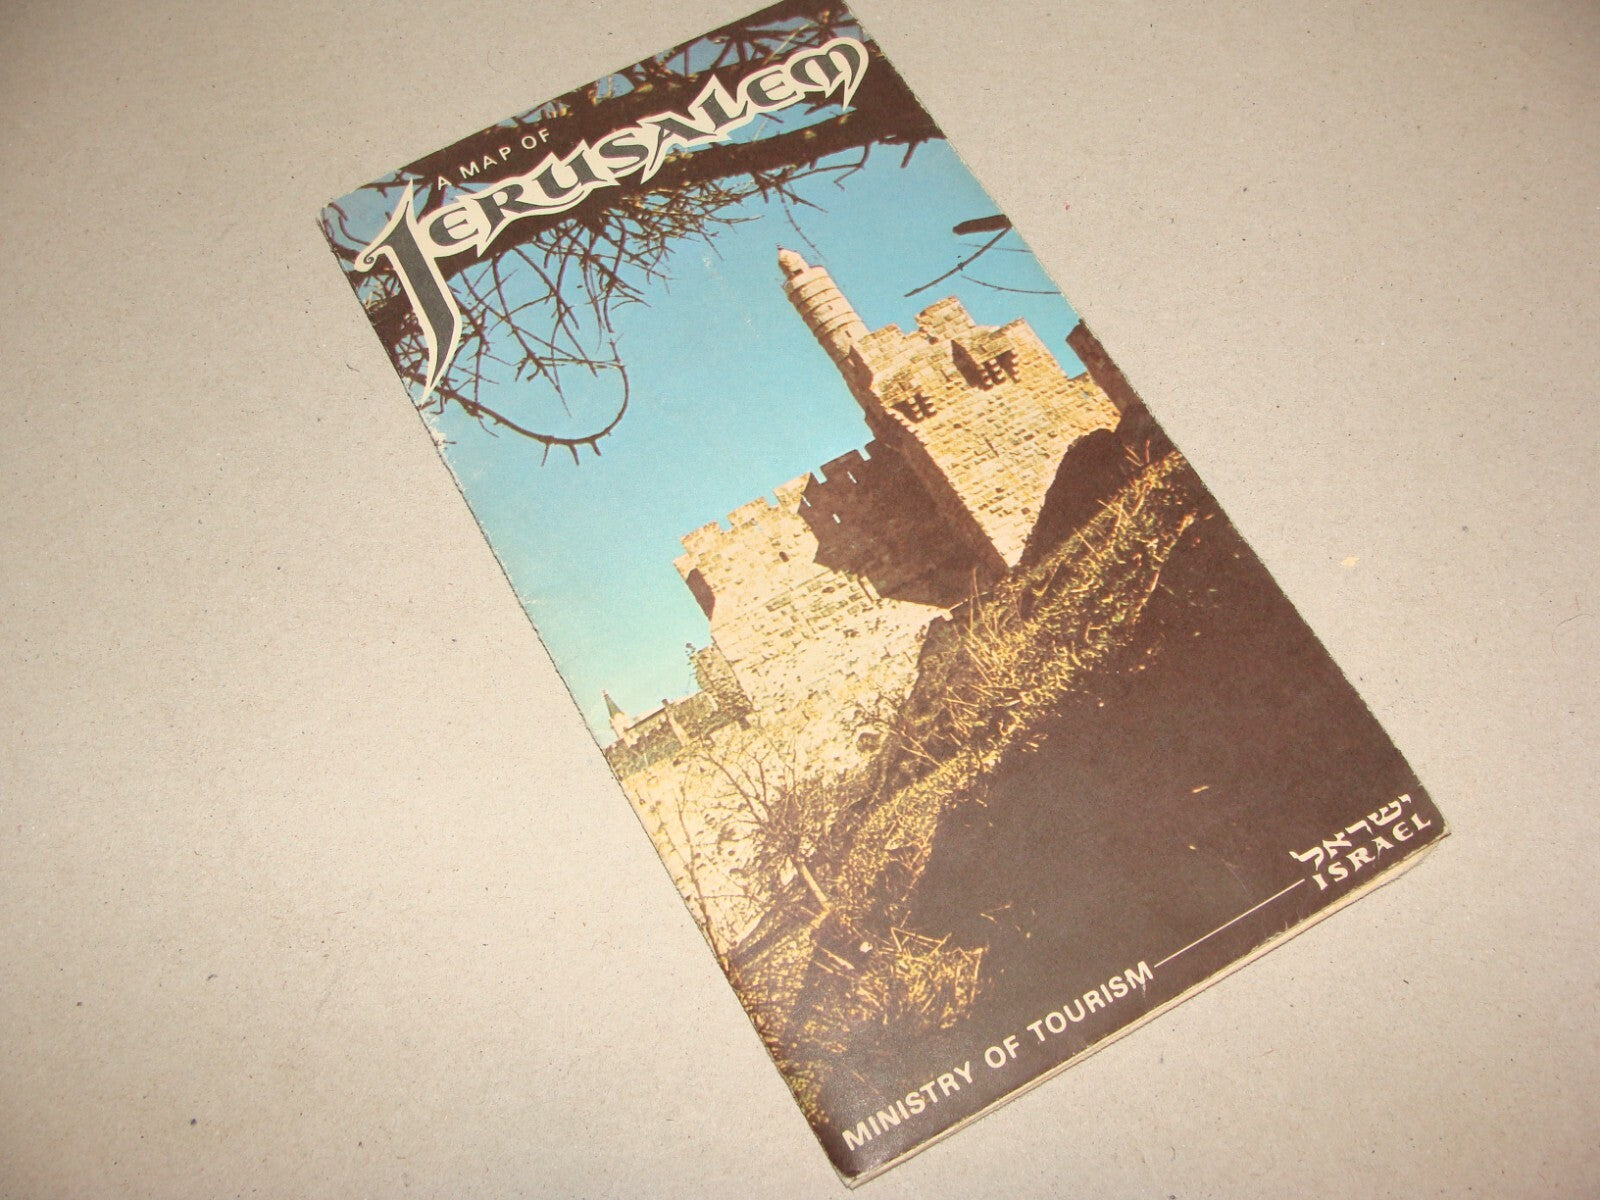 A MAP OF
JERUSALEM
ישראל
ISRAEL
MINISTRY OF TOURISM